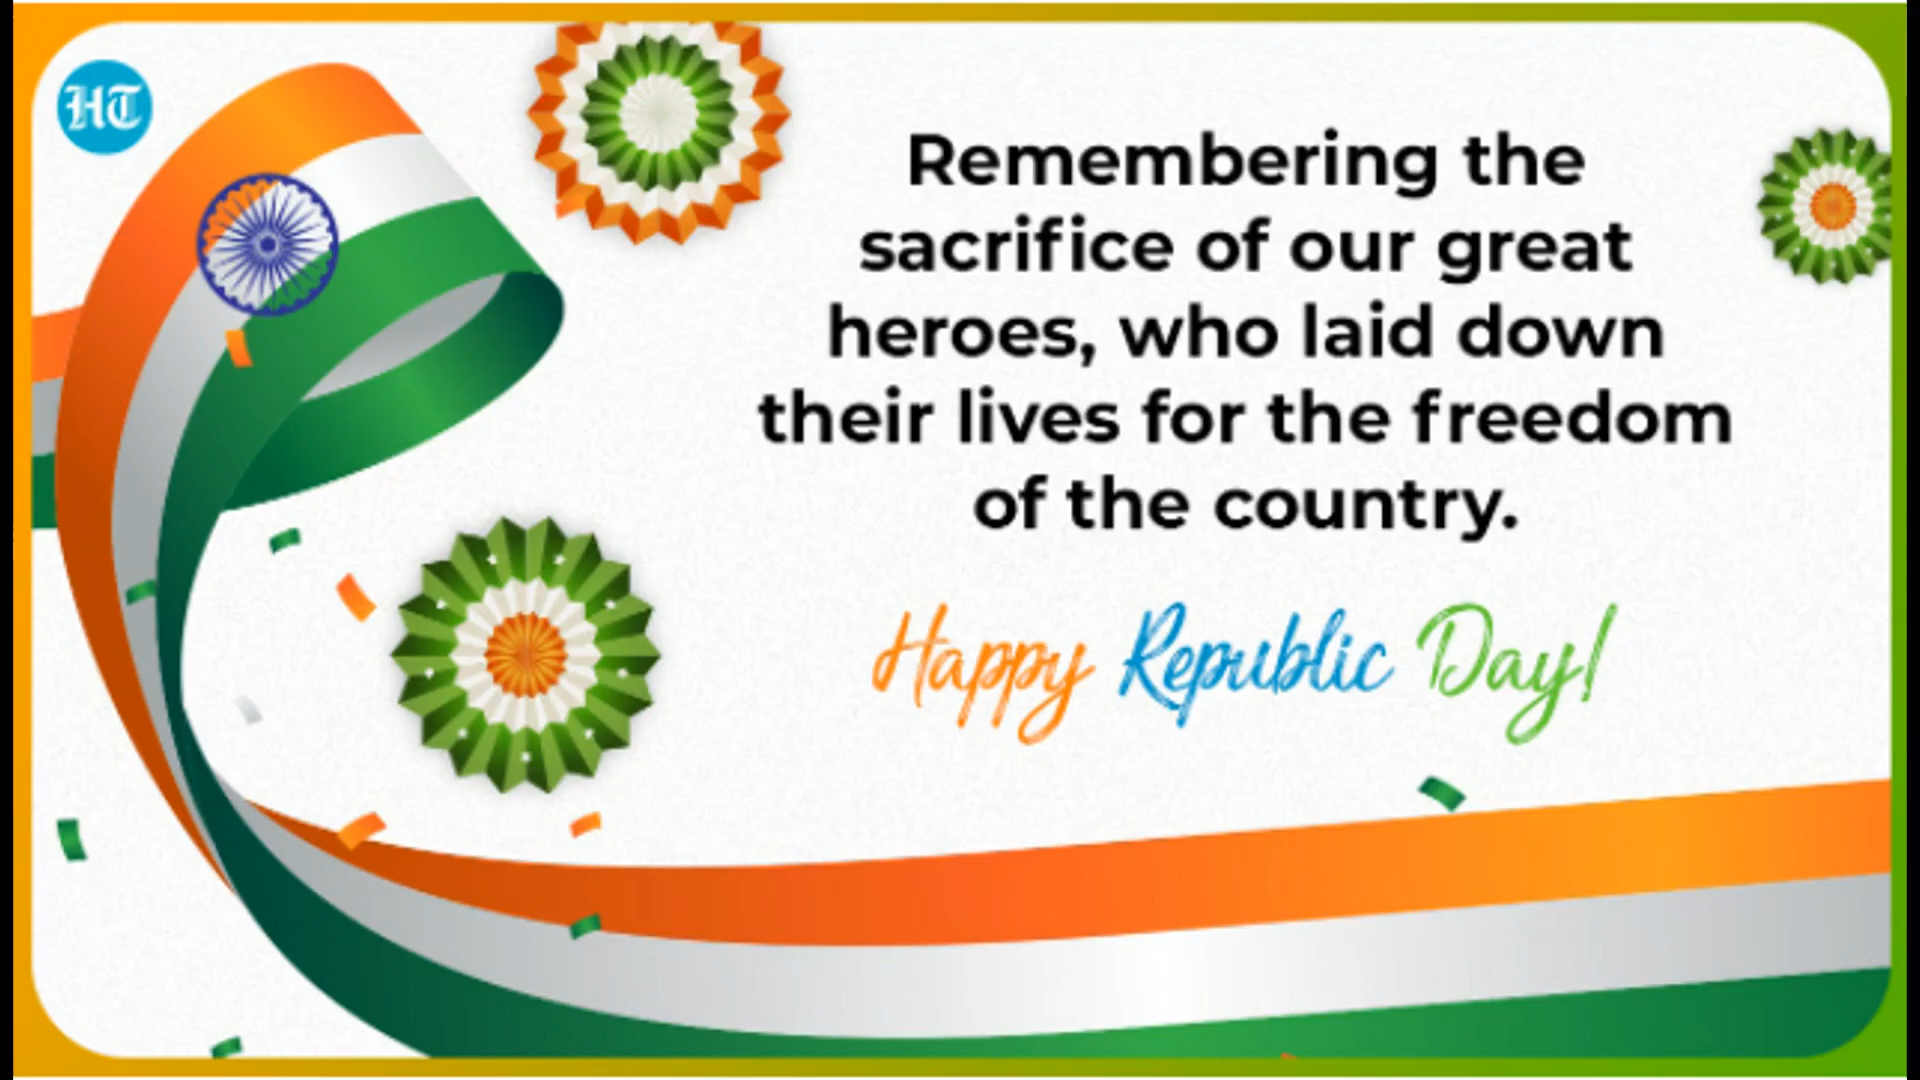 HT
Remembering the
sacrifice of our great
heroes, who laid down
their lives for the freedom
of the country.
Happy Republic Day!